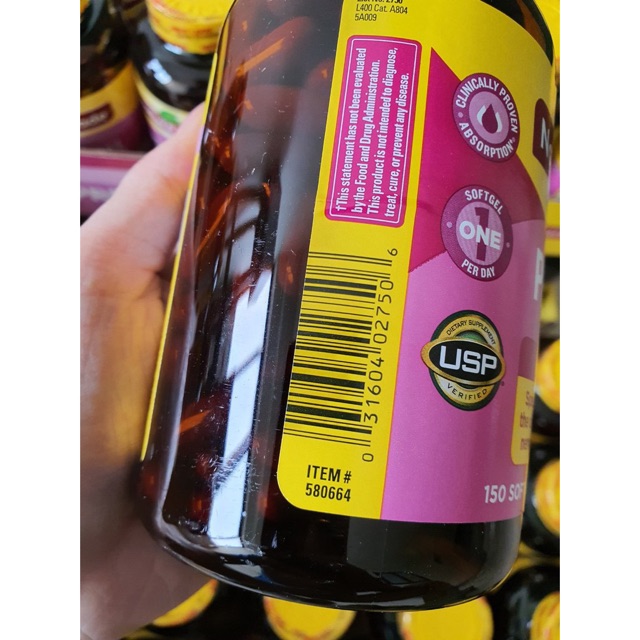 L400 Cat. A804
5A009
†This statement has not been evaluated
by the Food and Drug Administration.
This product is not intended to diagnose,
treat, cure, or prevent any disease.
CLINICALLY PROVEN
ABSORPTION
SOFTGEL
ONE
1
PER DAY
DIETARY SUPPLEMENT
USP
VERIFIED
0 31604 02750 6
ITEM #
580664
150 SOF